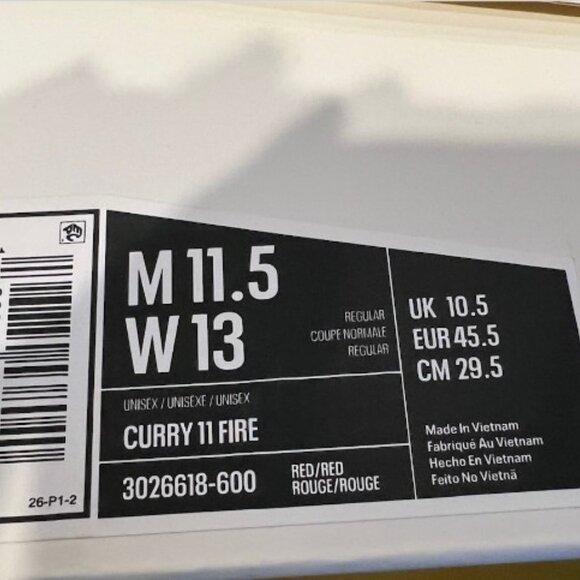 M 11.5
W 13
REGULAR
COUPE NORMALE
REGULAR
UK 10.5
EUR 45.5
CM 29.5
UNISEX / UNISEXE / UNISEX
CURRY 11 FIRE
3026618-600
RED/RED
ROUGE/ROUGE
Made In Vietnam
Fabriqué Au Vietnam
Hecho En Vietnam
Feito No Vietnã
26-P1-2